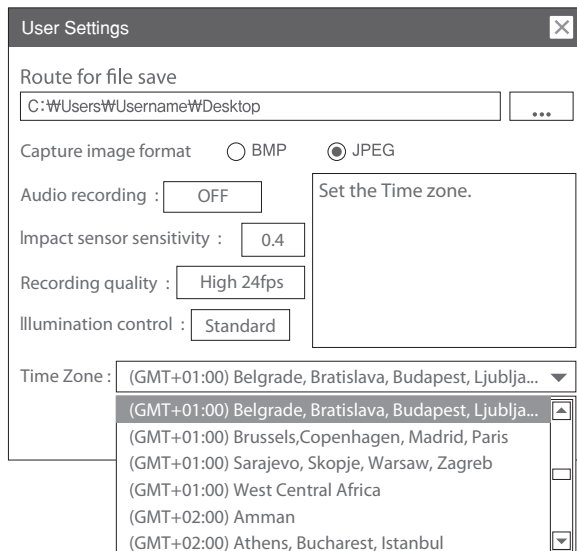 User Settings
Route for file save
C:₩Users₩Username₩Desktop
...
Capture image format BMP JPEG
Audio recording : OFF
Set the Time zone.
Impact sensor sensitivity : 0.4
Recording quality : High 24fps
Illumination control : Standard
Time Zone : (GMT+01:00) Belgrade, Bratislava, Budapest, Ljublja...
(GMT+01:00) Belgrade, Bratislava, Budapest, Ljublja...
(GMT+01:00) Brussels,Copenhagen, Madrid, Paris
(GMT+01:00) Sarajevo, Skopje, Warsaw, Zagreb
(GMT+01:00) West Central Africa
(GMT+02:00) Amman
(GMT+02:00) Athens, Bucharest, Istanbul